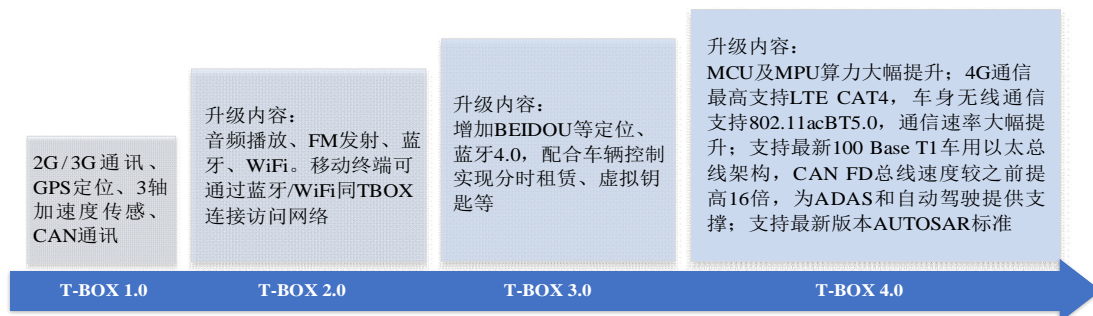 2G/3G通讯、
GPS定位、3轴
加速度传感、
CAN通讯
升级内容：
音频播放、FM发射、蓝
牙、WiFi。移动终端可
通过蓝牙/WiFi同TBOX
连接访问网络
升级内容：
增加BEIDOU等定位、
蓝牙4.0，配合车辆控制
实现分时租赁、虚拟钥
匙等
升级内容：
MCU及MPU算力大幅提升；4G通信
最高支持LTE CAT4，车身无线通信
支持802.11acBT5.0，通信速率大幅提
升；支持最新100 Base T1车用以太总
线架构，CAN FD总线速度较之前提
高16倍，为ADAS和自动驾驶提供支
撑；支持最新版本AUTOSAR标准
T-BOX 1.0
T-BOX 2.0
T-BOX 3.0
T-BOX 4.0